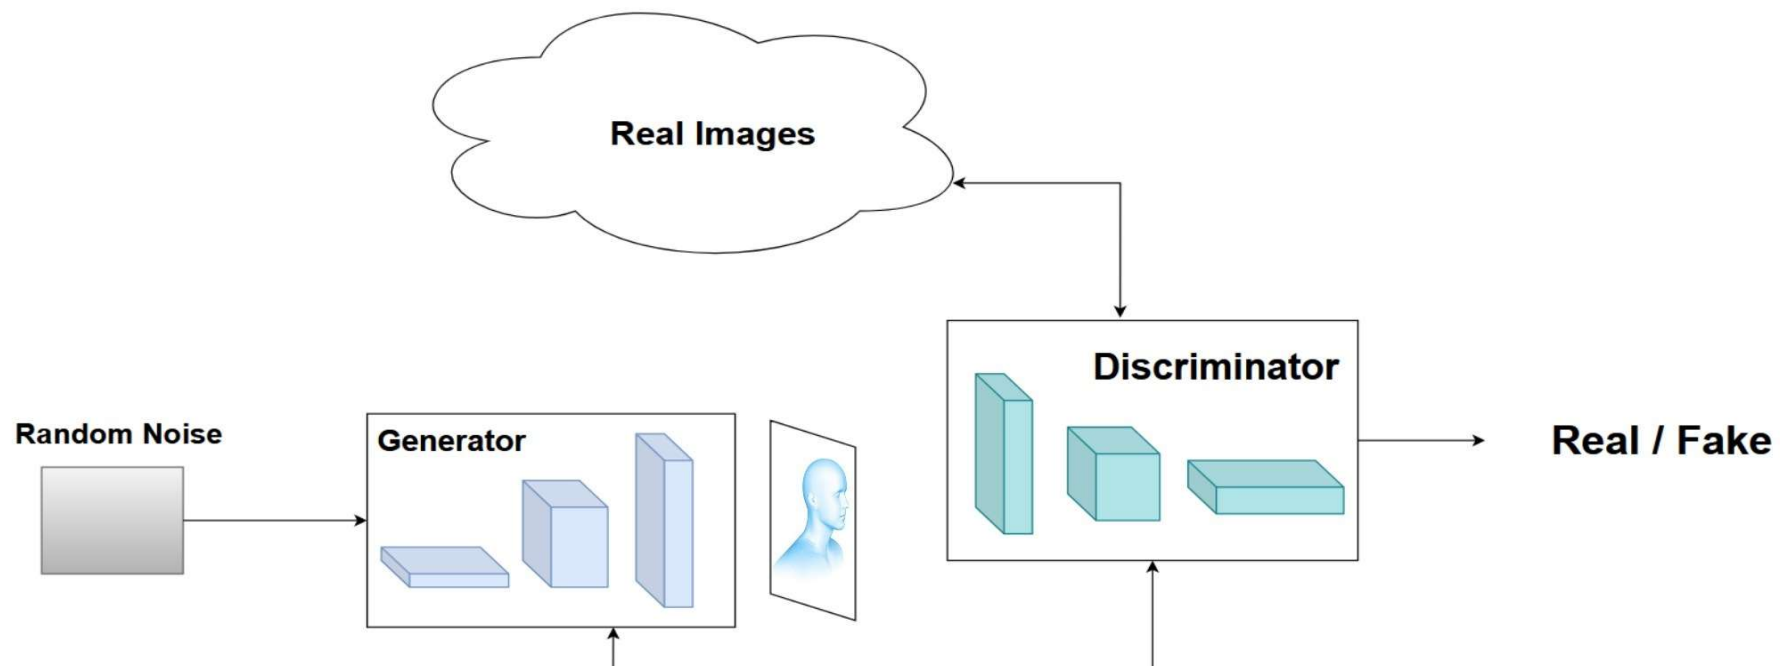 Real Images
Discriminator
Random Noise
Generator
Real / Fake